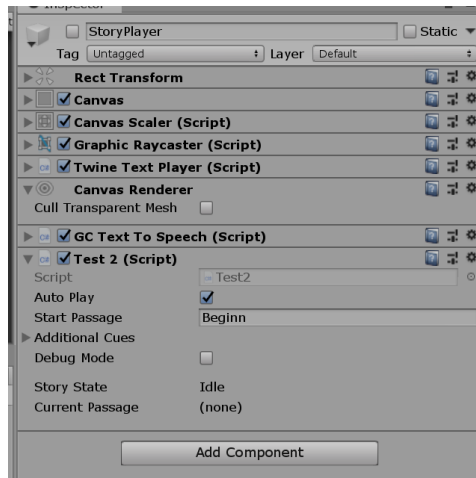 Inspector
StoryPlayer Static
Tag Untagged Layer Default
Rect Transform
Canvas
Canvas Scaler (Script)
Graphic Raycaster (Script)
Twine Text Player (Script)
Canvas Renderer
Cull Transparent Mesh
GC Text To Speech (Script)
Test 2 (Script)
Script Test2
Auto Play
Start Passage Beginn
Additional Cues
Debug Mode
Story State Idle
Current Passage (none)
Add Component